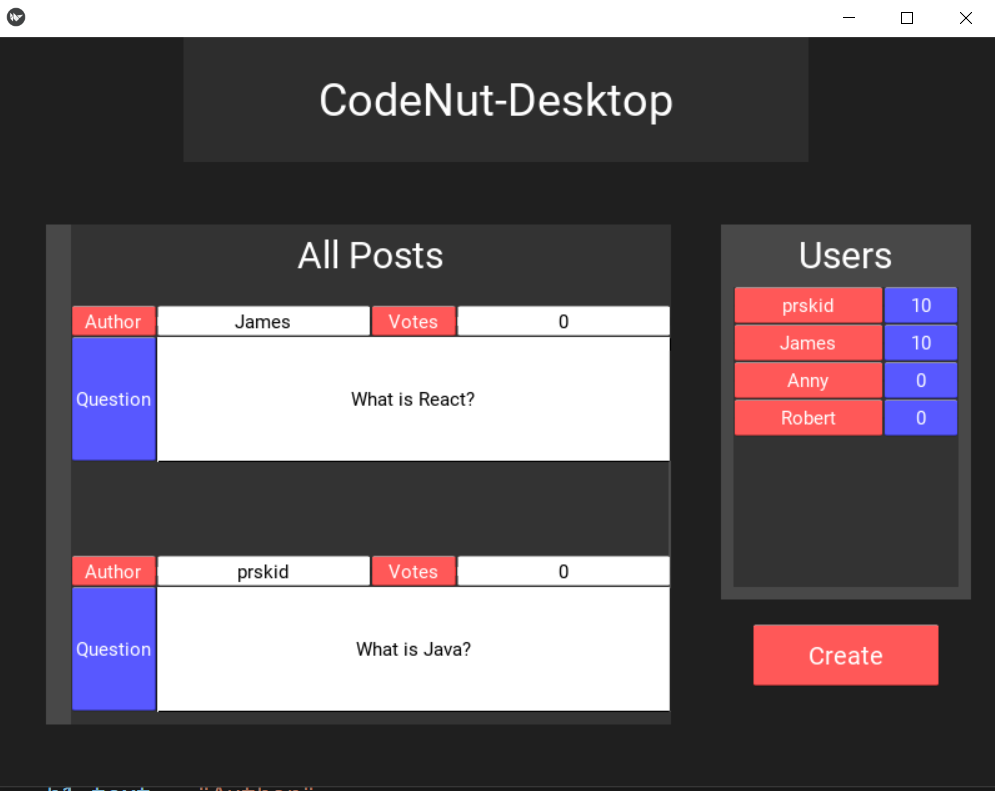 CodeNut-Desktop
All Posts
Author James Votes 0
Question What is React?
Author prskid Votes 0
Question What is Java?
Users
prskid 10
James 10
Anny 0
Robert 0
Create